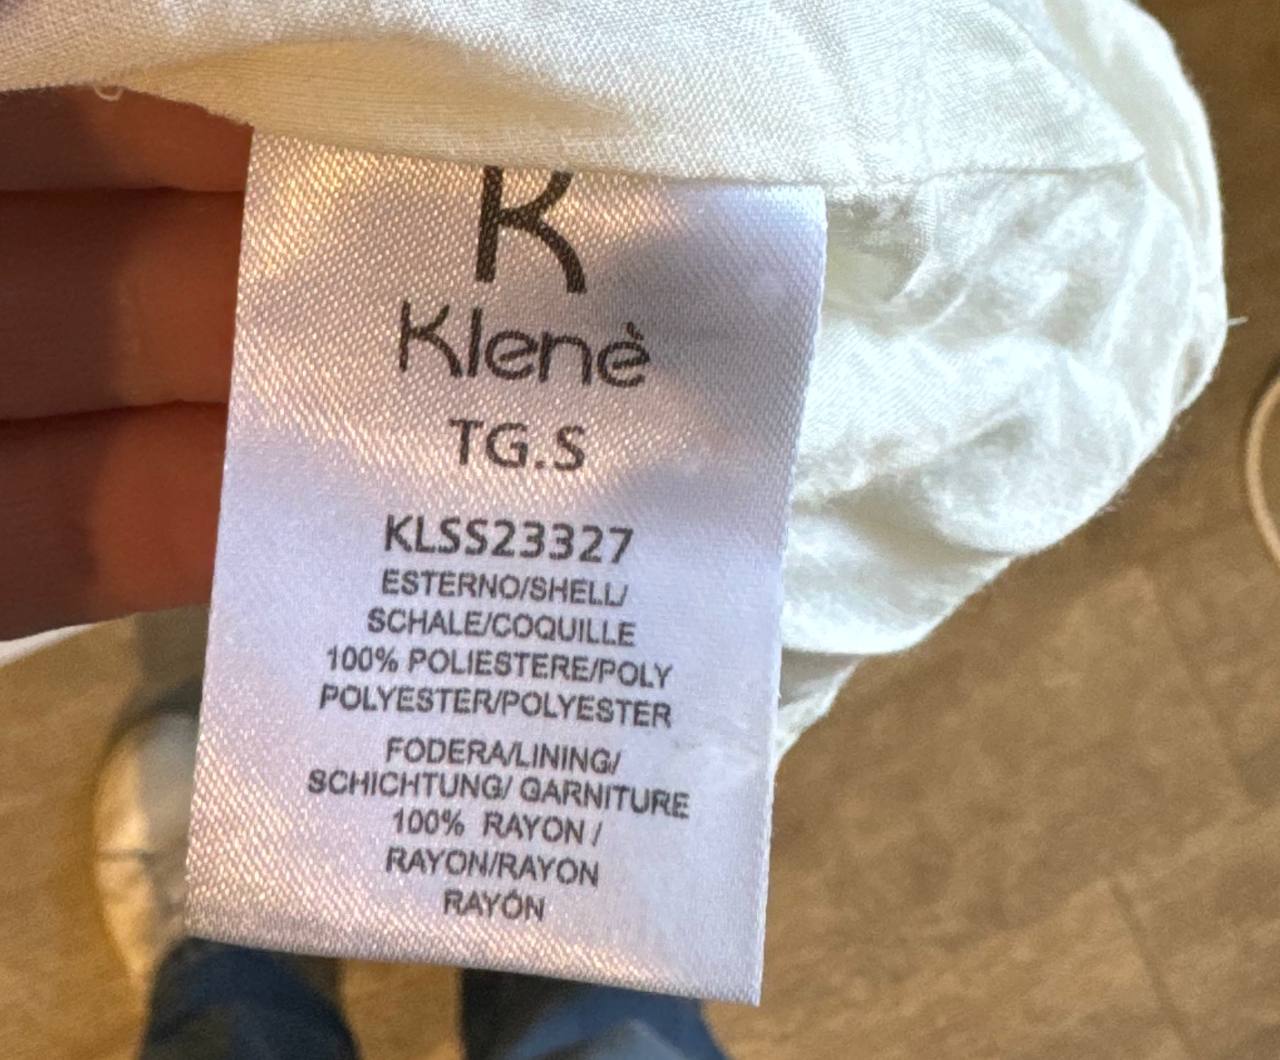 K
Klenè
TG.S
KLSS23327
ESTERNO/SHELL/
SCHALE/COQUILLE
100% POLIESTERE/POLY
POLYESTER/POLYESTER
FODERA/LINING/
SCHICHTUNG/ GARNITURE
100% RAYON /
RAYON/RAYON
RAYÓN